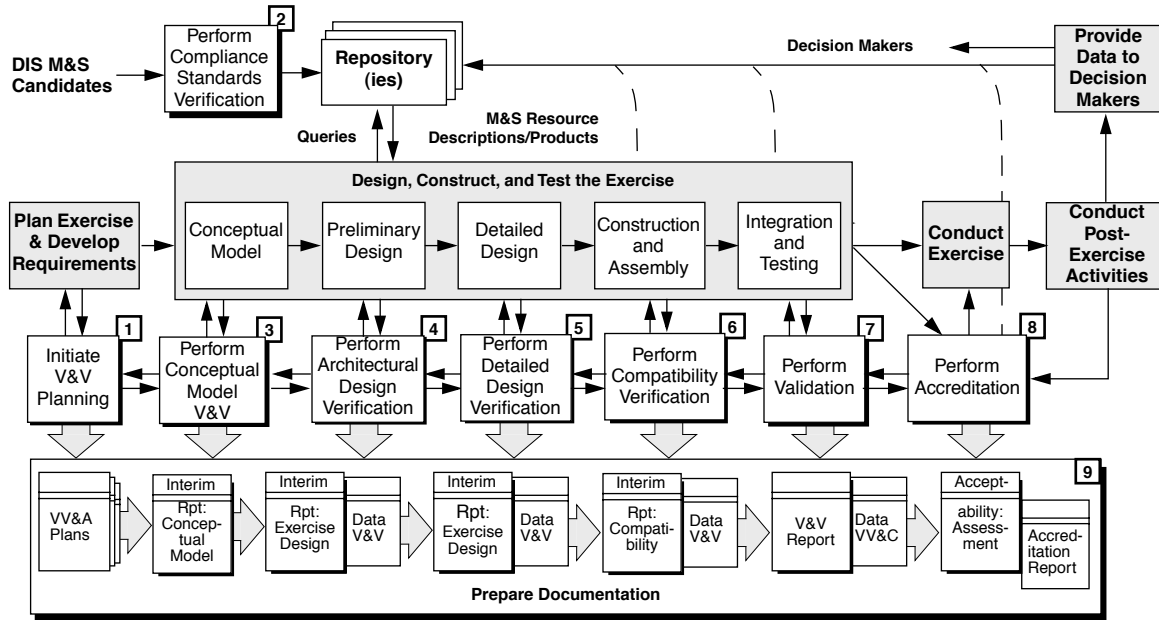 2
Perform
Compliance
Standards
Verification
DIS M&S
Candidates
Repository
(ies)
Decision Makers
Provide
Data to
Decision
Makers
Queries
M&S Resource
Descriptions/Products
Design, Construct, and Test the Exercise
Plan Exercise
& Develop
Requirements
Conceptual
Model
Preliminary
Design
Detailed
Design
Construction
and
Assembly
Integration
and
Testing
Conduct
Exercise
Conduct
Post-
Exercise
Activities
1
Initiate
V&V
Planning
3
Perform
Conceptual
Model
V&V
4
Perform
Architectural
Design
Verification
5
Perform
Detailed
Design
Verification
6
Perform
Compatibility
Verification
7
Perform
Validation
8
Perform
Accreditation
9
VV&A
Plans
Interim
Rpt:
Concep-
tual
Model
Interim
Rpt:
Exercise
Design
Data
V&V
Interim
Rpt:
Exercise
Design
Data
V&V
Interim
Rpt:
Compati-
bility
Data
V&V
V&V
Report
Data
VV&C
Accept-
ability:
Assess-
ment
Accred-
itation
Report
Prepare Documentation